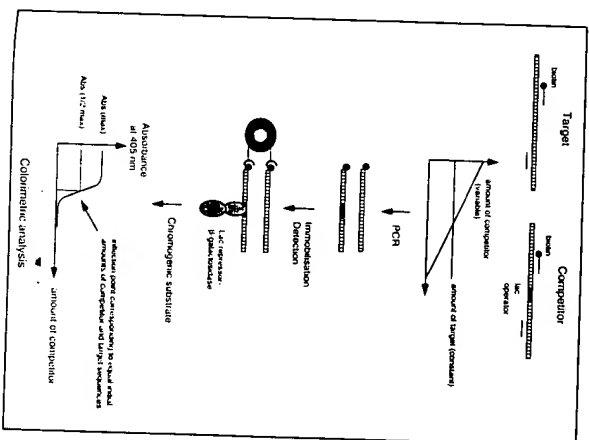 Target
Competitor
biotin
biotin
lac
operator
amount of competitor
(variable)
amount of target (constant)
PCR
Immobilisation
Detection
Lac repressor-
β-galactosidase
Chromogenic substrate
Absorbance
at 405 nm
Abs (max)
Abs (1/2 max)
inflection point corresponding to equal initial
amounts of competitor and target sequences
amount of competitor
Colorimetric analysis